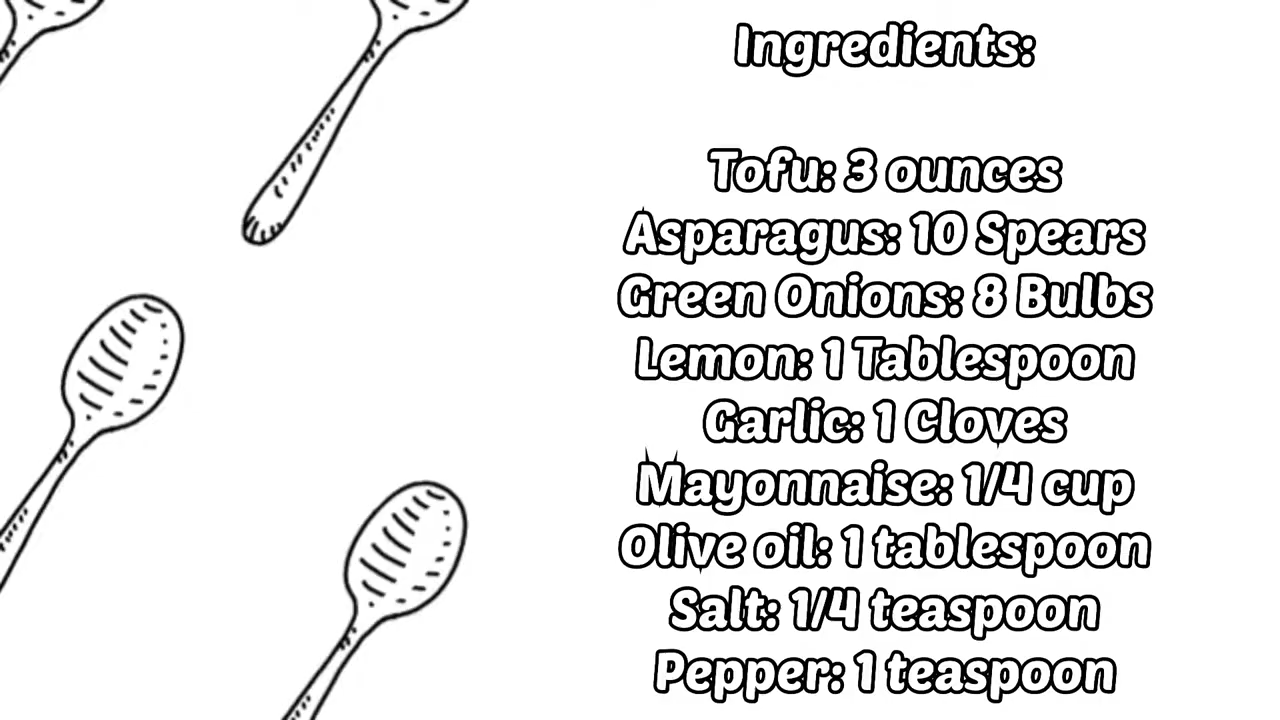 Ingredients:
Tofu: 3 ounces
Asparagus: 10 Spears
Green Onions: 8 Bulbs
Lemon: 1 Tablespoon
Garlic: 1 Cloves
Mayonnaise: 1/4 cup
Olive oil: 1 tablespoon
Salt: 1/4 teaspoon
Pepper: 1 teaspoon